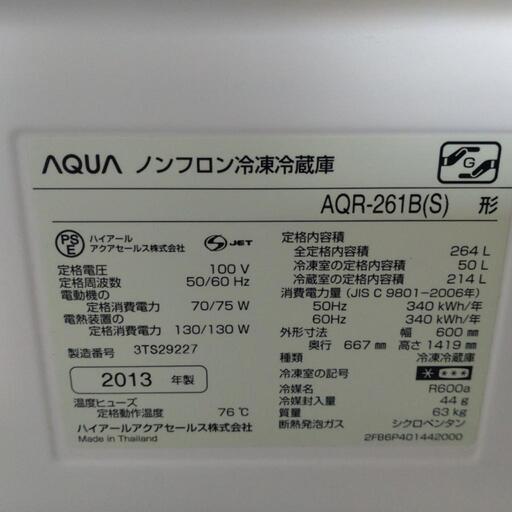 AQUA ノンフロン冷凍冷蔵庫
G
AQR-261B(S) 形
PS E ハイアール アクアセールス株式会社 S JET
定格電圧 100 V
定格周波数 50/60 Hz
電動機の
定格消費電力 70/75 W
電熱装置の
定格消費電力 130/130 W
製造番号 3TS29227
2013 年製
温度ヒューズ
定格動作温度 76℃
ハイアールアクアセールス株式会社
Made in Thailand
定格内容積
全定格内容積 264 L
冷凍室の定格内容積 50 L
冷蔵室の定格内容積 214 L
消費電力量 (JIS C 9801-2006年)
50Hz 340 kWh/年
60Hz 340 kWh/年
外形寸法 幅 600 mm
奥行 667 mm 高さ 1419 mm
種類 冷凍冷蔵庫
冷凍室の記号
冷媒名 R600a
冷媒封入量 44 g
質量 63 kg
断熱発泡ガス シクロペンタン
2FB6P401442000